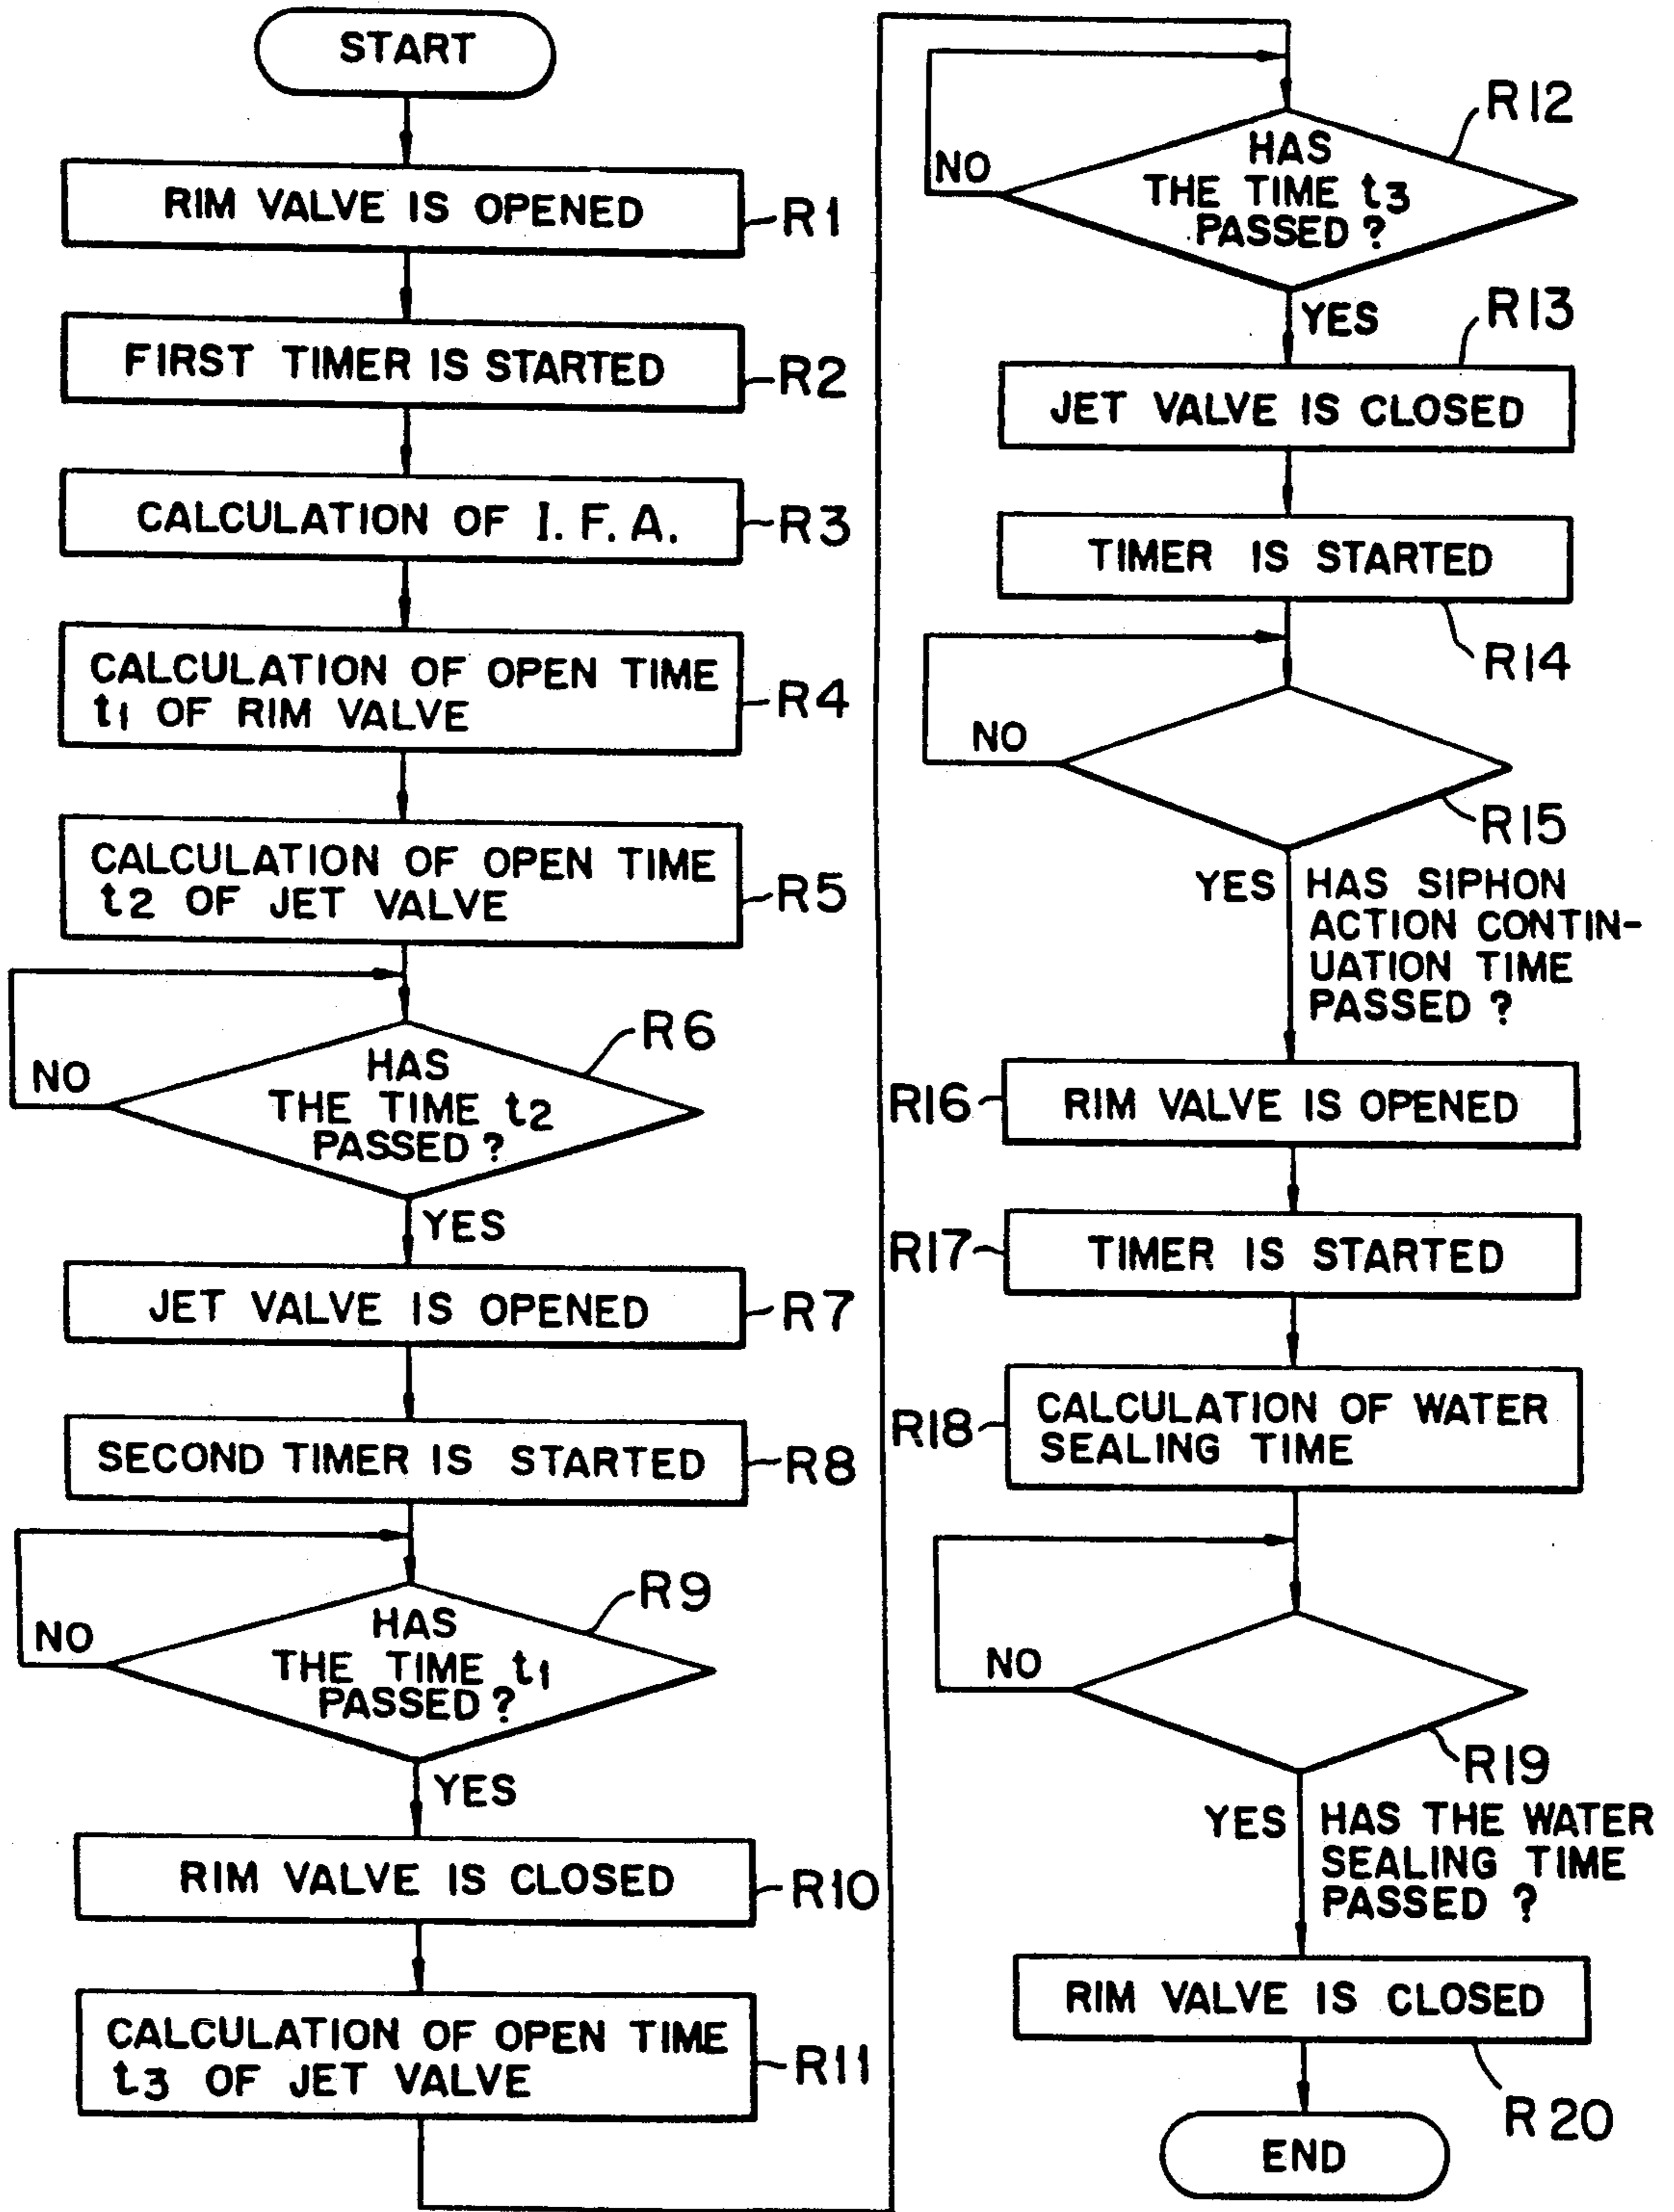 START
RIM VALVE IS OPENED
R1
FIRST TIMER IS STARTED
R2
CALCULATION OF I. F. A.
R3
CALCULATION OF OPEN TIME
t1 OF RIM VALVE
R4
CALCULATION OF OPEN TIME
t2 OF JET VALVE
R5
R6
HAS
THE TIME t2
PASSED ?
NO
YES
JET VALVE IS OPENED
R7
SECOND TIMER IS STARTED
R8
R9
HAS
THE TIME t1
PASSED ?
NO
YES
RIM VALVE IS CLOSED
R10
CALCULATION OF OPEN TIME
t3 OF JET VALVE
R11
R12
HAS
THE TIME t3
PASSED ?
NO
YES
R13
JET VALVE IS CLOSED
TIMER IS STARTED
R14
NO
R15
YES
HAS SIPHON
ACTION CONTIN-
UATION TIME
PASSED ?
R16
RIM VALVE IS OPENED
R17
TIMER IS STARTED
R18
CALCULATION OF WATER
SEALING TIME
NO
R19
YES
HAS THE WATER
SEALING TIME
PASSED ?
RIM VALVE IS CLOSED
R20
END